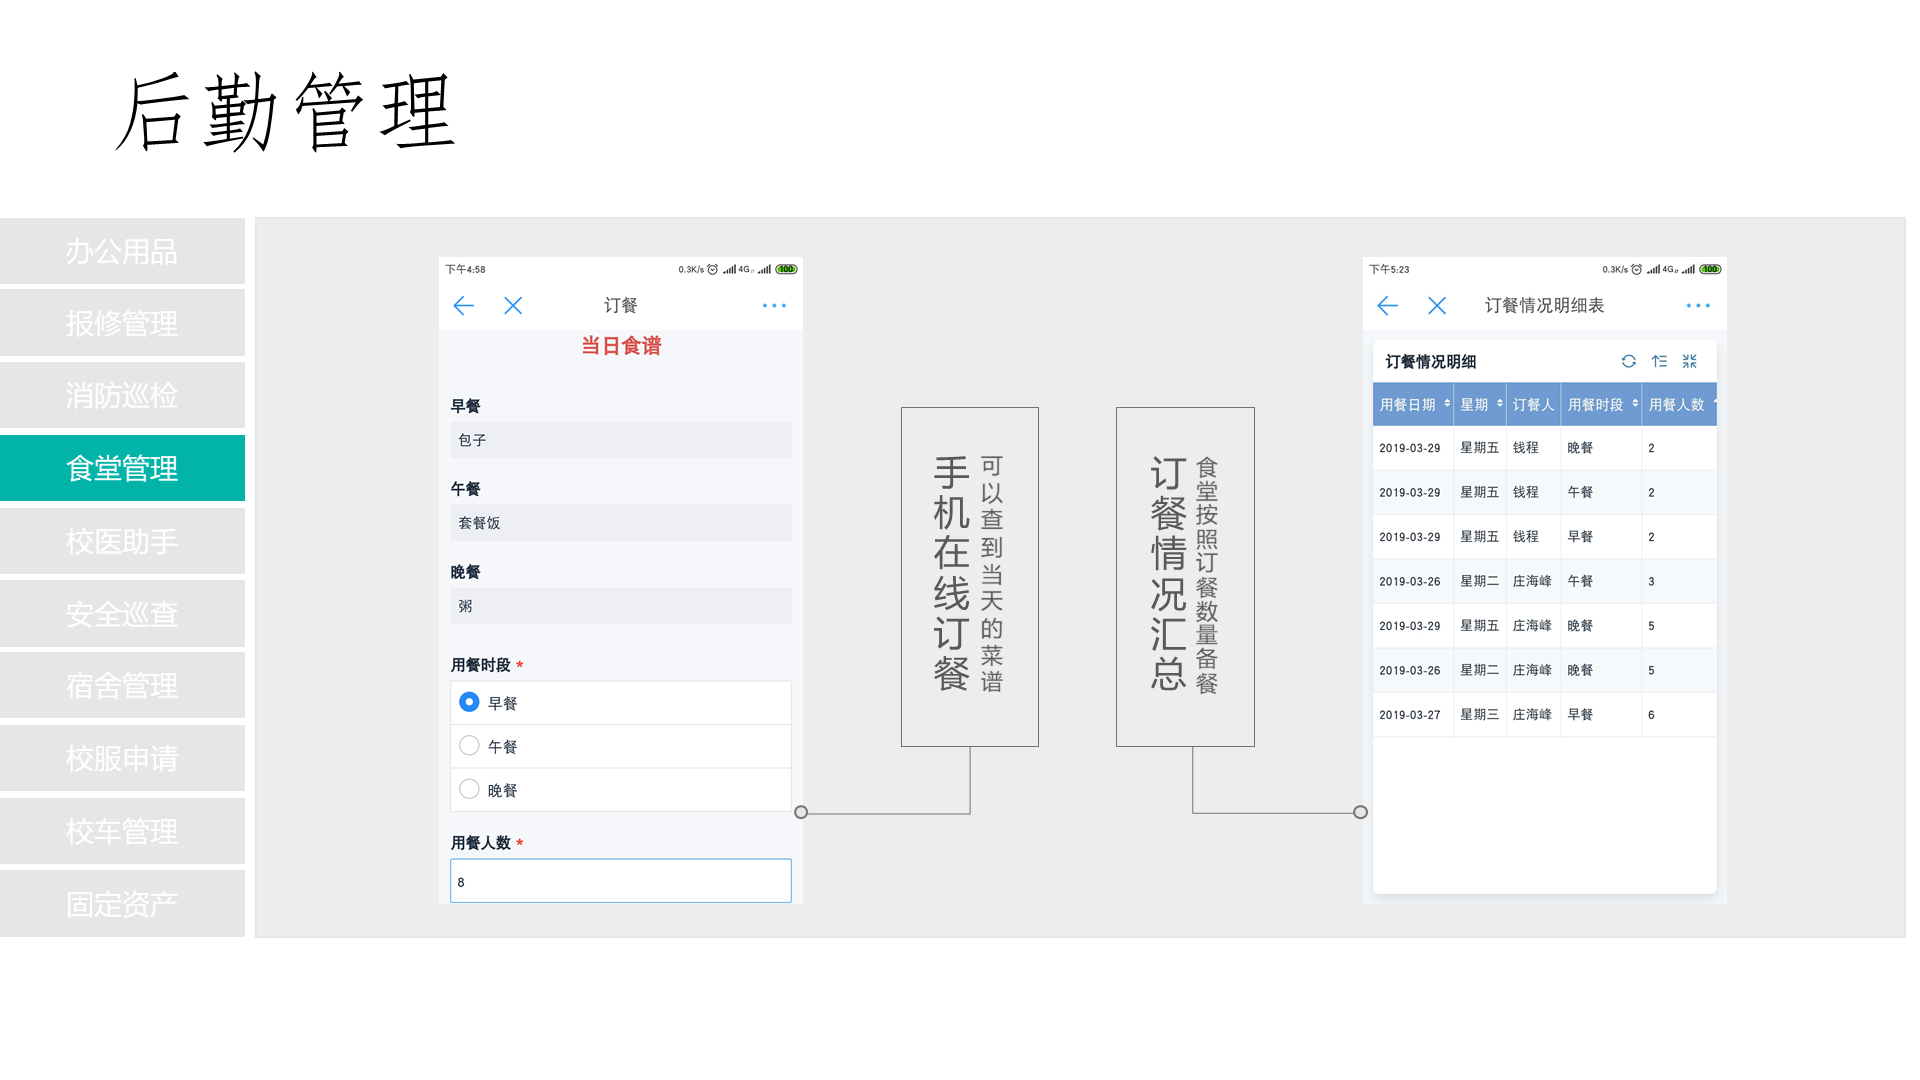 后勤管理
办公用品
报修管理
消防巡检
食堂管理
校医助手
安全巡查
宿舍管理
校服申请
校车管理
固定资产
下午4:58
0.3K/s 4G 100
订餐
当日食谱
早餐
包子
午餐
套餐饭
晚餐
粥
用餐时段 *
早餐
午餐
晚餐
用餐人数 *
8
手机在线订餐
可以查到当天的菜谱
订餐情况汇总
食堂按照订餐数量备餐
下午5:23
0.3K/s 4G 100
订餐情况明细表
订餐情况明细
用餐日期 星期 订餐人 用餐时段 用餐人数
2019-03-29 星期五 钱程 晚餐 2
2019-03-29 星期五 钱程 午餐 2
2019-03-29 星期五 钱程 早餐 2
2019-03-26 星期二 庄海峰 午餐 3
2019-03-29 星期五 庄海峰 晚餐 5
2019-03-26 星期二 庄海峰 晚餐 5
2019-03-27 星期三 庄海峰 早餐 6